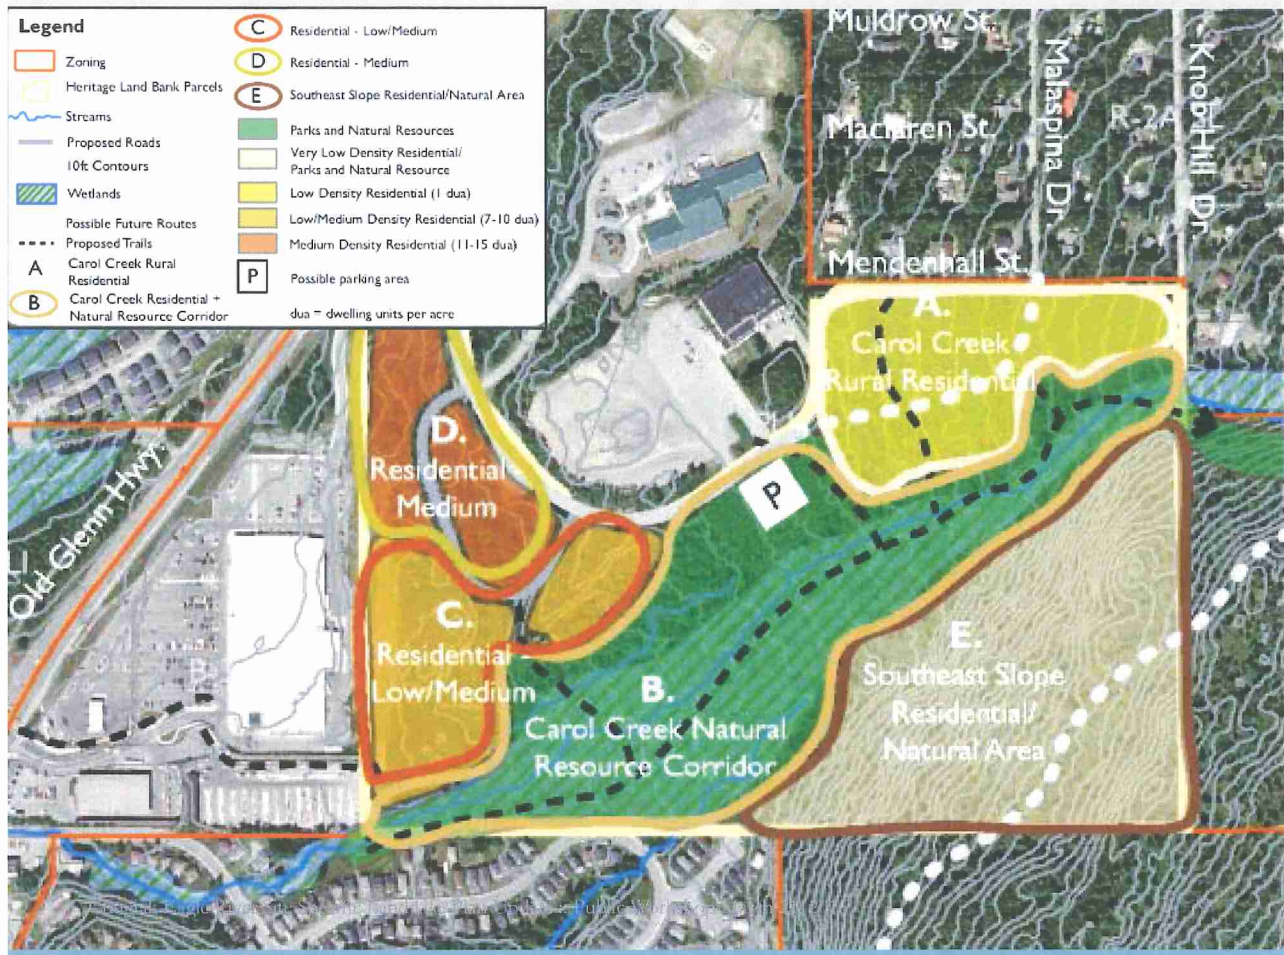 Legend
Zoning
Heritage Land Bank Parcels
Streams
Proposed Roads
10ft Contours
Wetlands
Possible Future Routes
Proposed Trails
A
Carol Creek Rural
Residential
B
Carol Creek Residential +
Natural Resource Corridor
C
Residential - Low/Medium
D
Residential - Medium
E
Southeast Slope Residential/Natural Area
Parks and Natural Resources
Very Low Density Residential/
Parks and Natural Resource
Low Density Residential (1 dua)
Low/Medium Density Residential (7-10 dua)
Medium Density Residential (11-15 dua)
P
Possible parking area
dua = dwelling units per acre
Muldrow St.
Maclaren St.
Mendenhall St.
Malaspina Dr
Knob Hill Dr
R-2A
Old Glenn Hwy.
A.
Carol Creek
Rural Residential
D.
Residential -
Medium
P
C.
Residential -
Low/Medium
B.
Carol Creek Natural
Resource Corridor
E.
Southeast Slope
Residential/
Natural Area